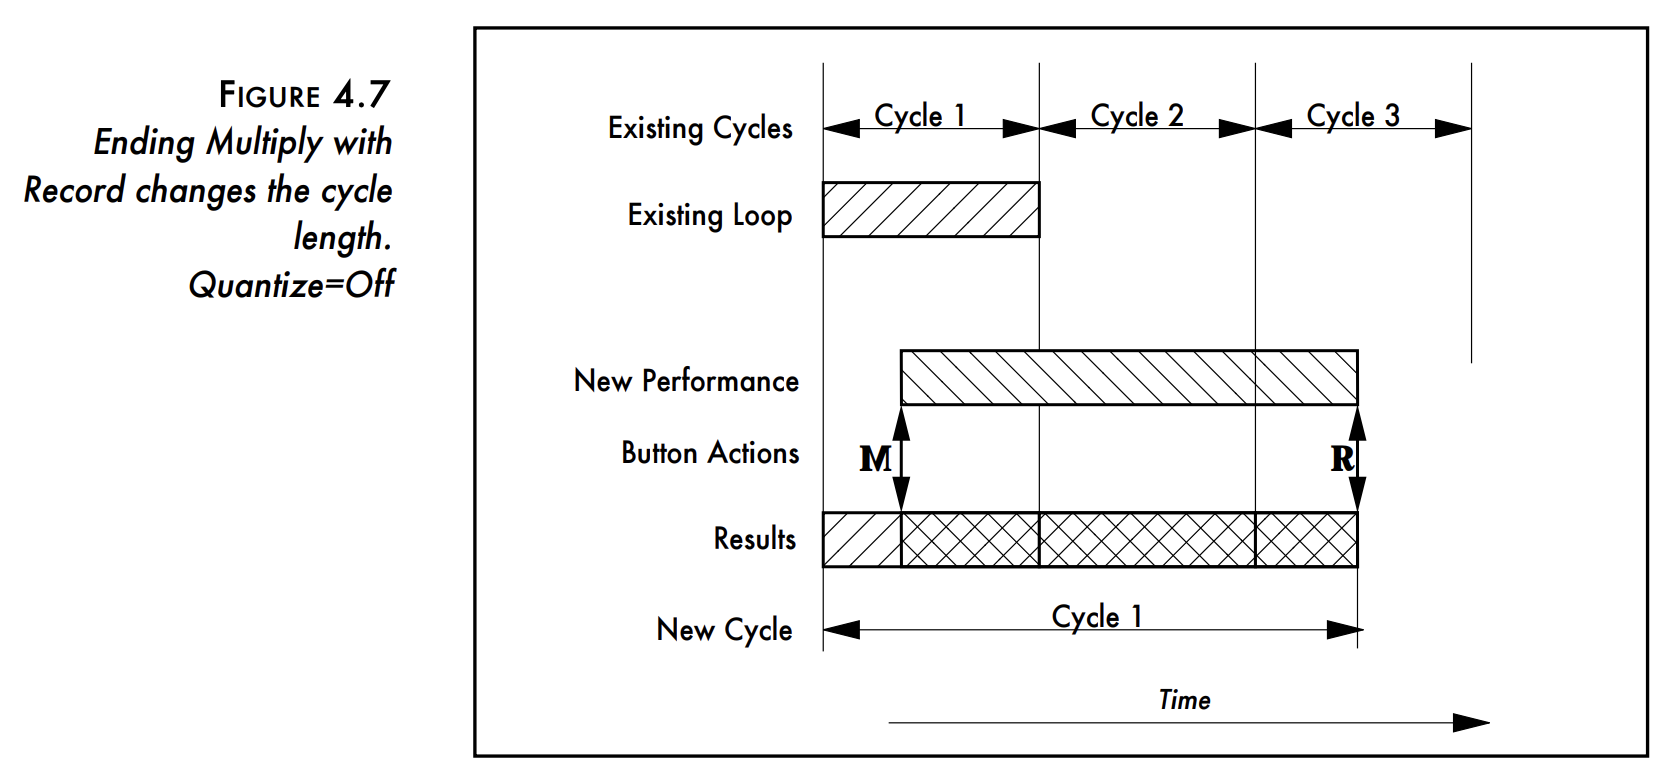 FIGURE 4.7
Ending Multiply with
Record changes the cycle
length.
Quantize=Off
Existing Cycles
Cycle 1
Cycle 2
Cycle 3
Existing Loop
New Performance
Button Actions
M
R
Results
New Cycle
Cycle 1
Time